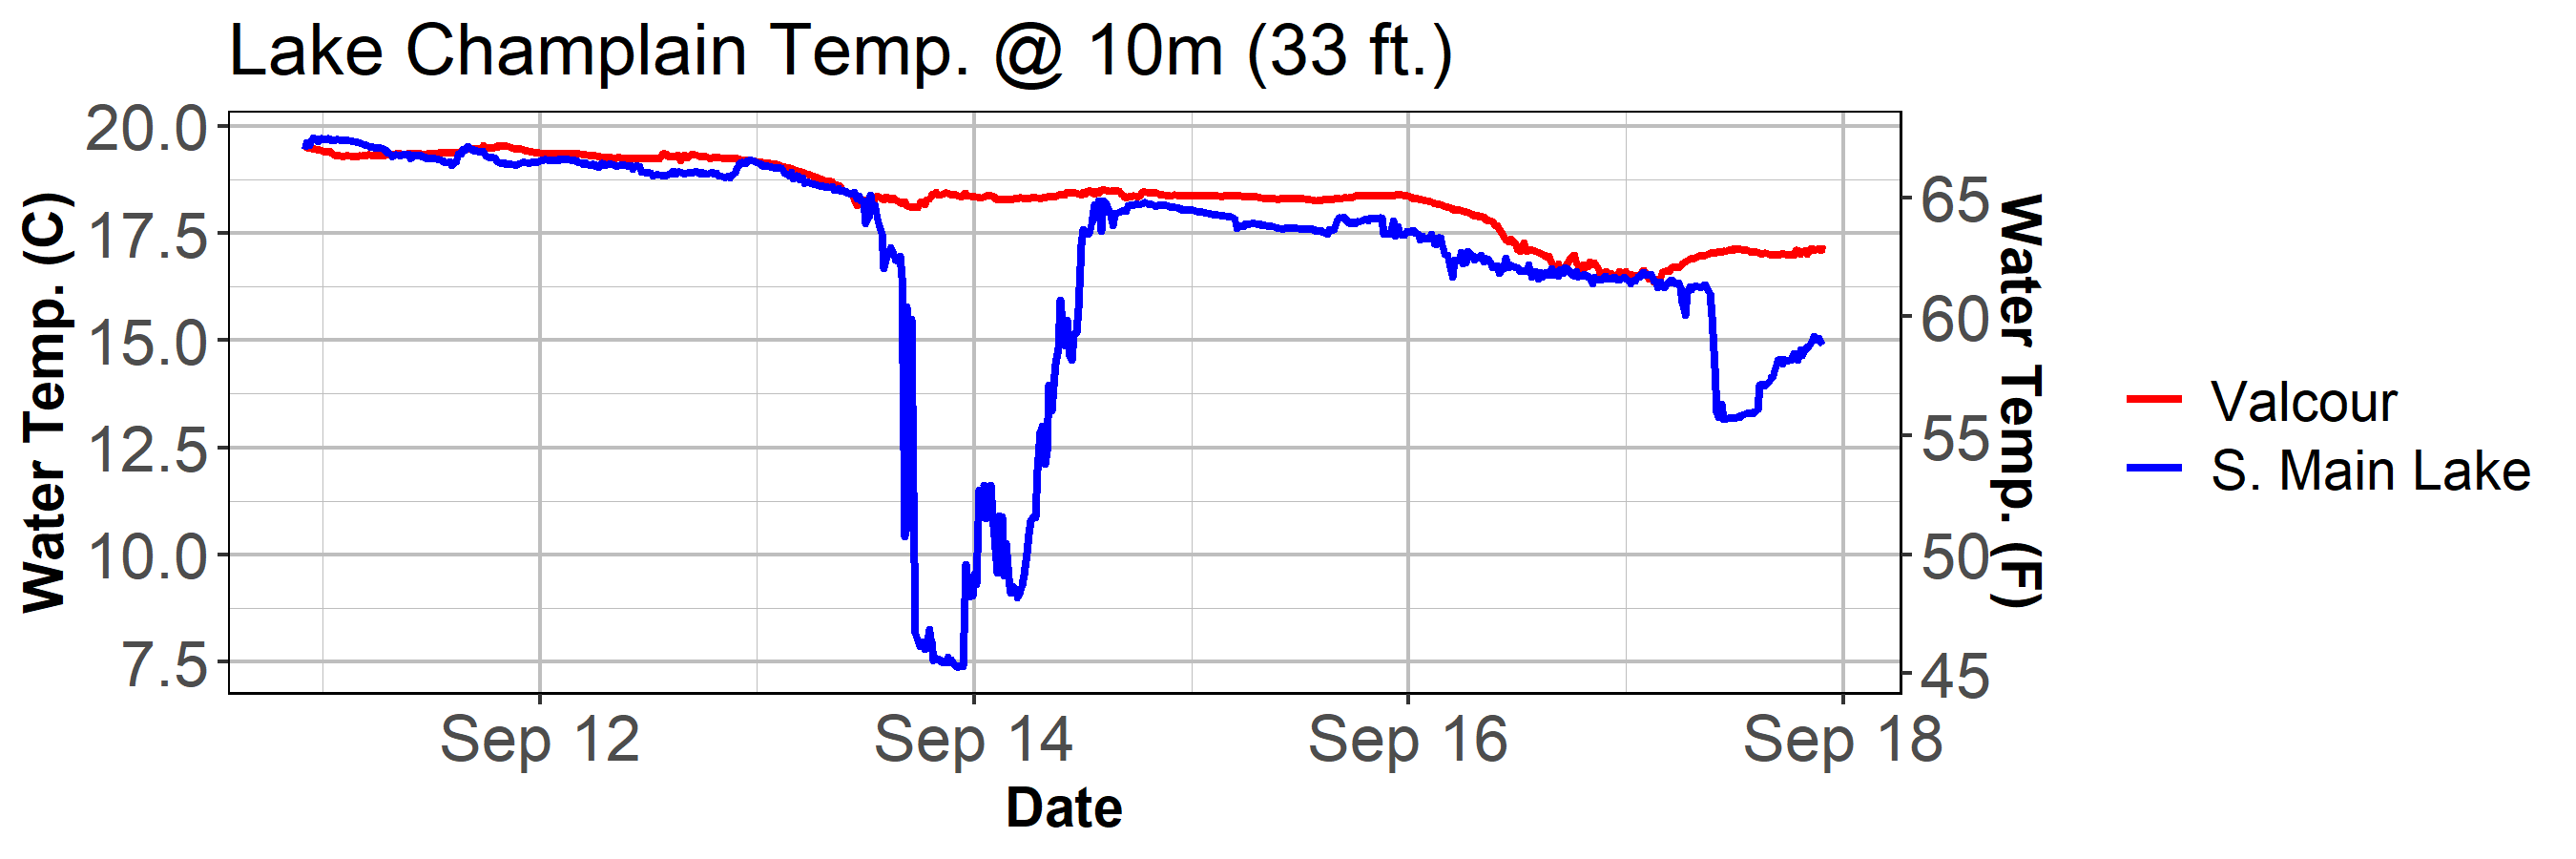 Lake Champlain Temp. @ 10m (33 ft.)
Water Temp. (C)
20.0
17.5
15.0
12.5
10.0
7.5
65
60
55
50
45
Water Temp. (F)
Sep 12
Sep 14
Sep 16
Sep 18
Date
Valcour
S. Main Lake